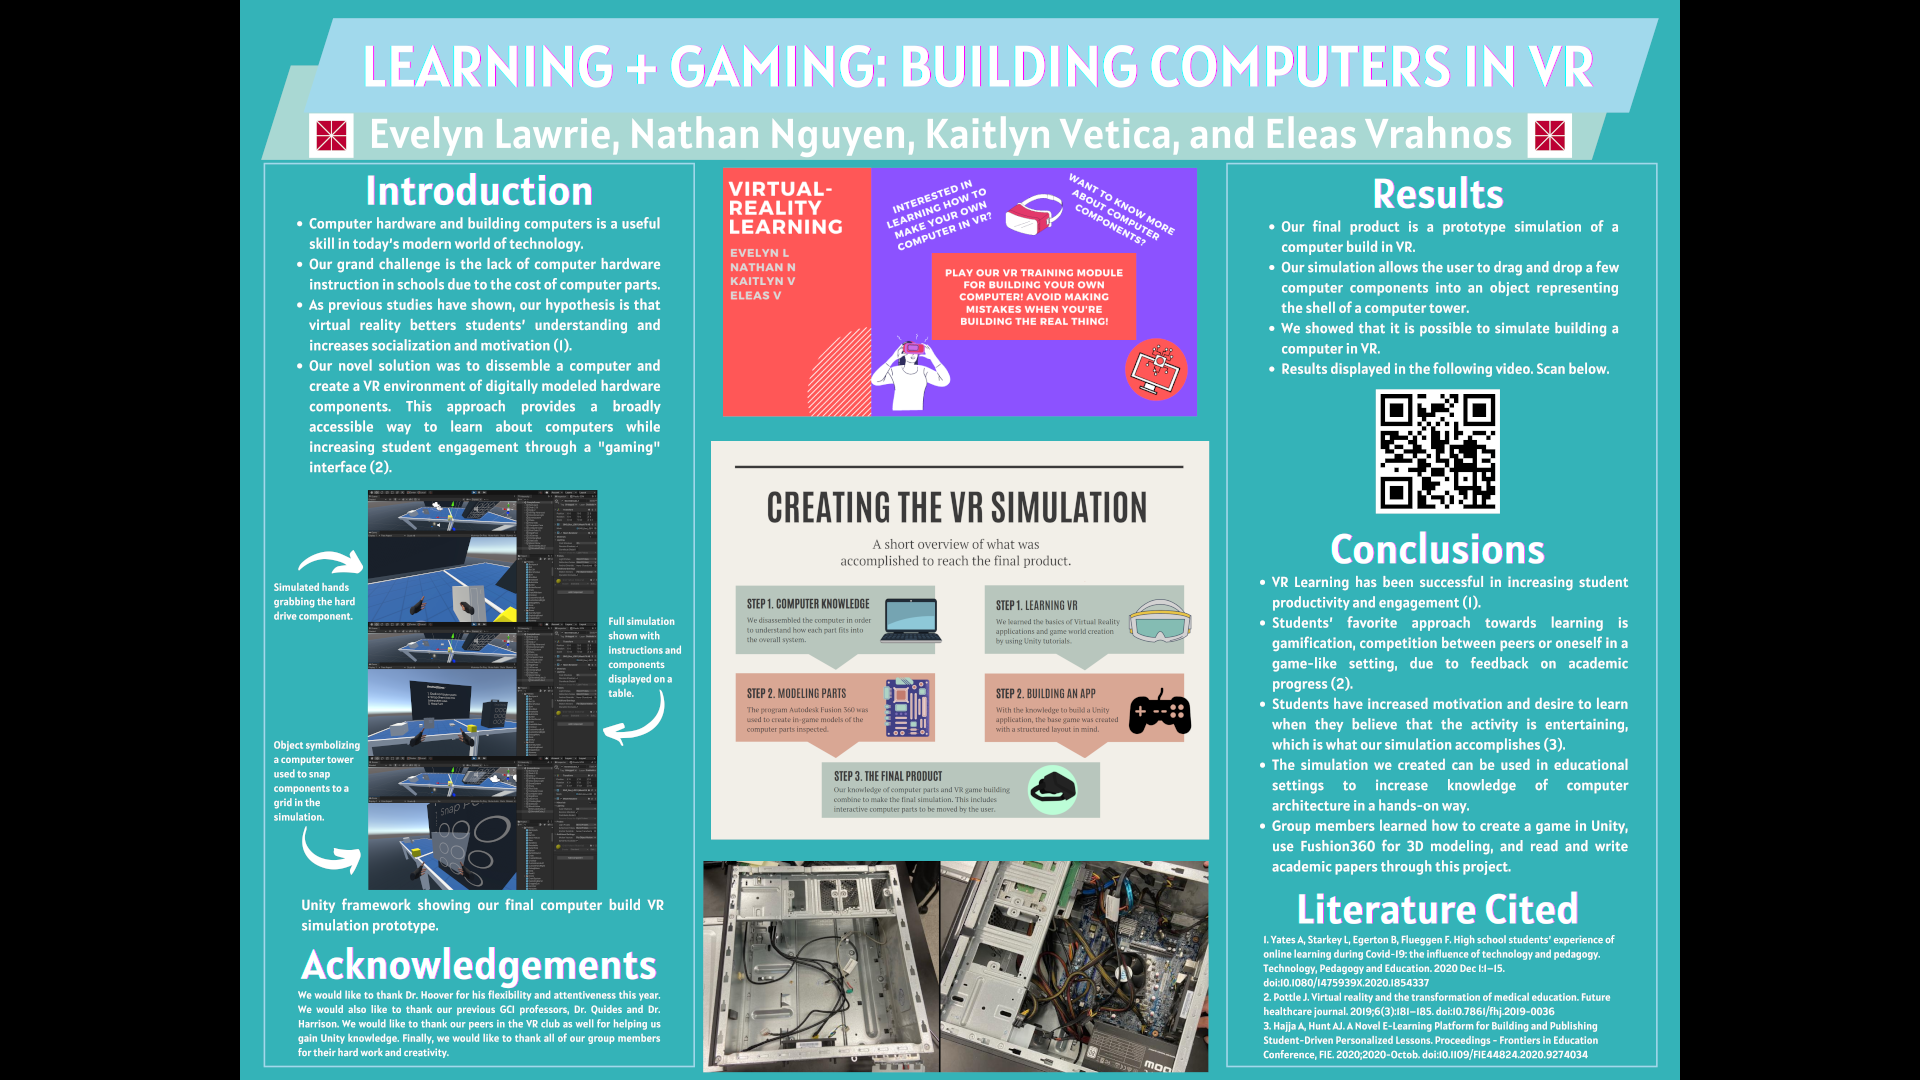 LEARNING + GAMING: BUILDING COMPUTERS IN VR
Evelyn Lawrie, Nathan Nguyen, Kaitlyn Vetica, and Eleas Vrahnos
Introduction
• Computer hardware and building computers is a useful
skill in today's modern world of technology.
• Our grand challenge is the lack of computer hardware
instruction in schools due to the cost of computer parts.
• As previous studies have shown, our hypothesis is that
virtual reality betters students' understanding and
increases socialization and motivation (1).
• Our novel solution was to dissemble a computer and
create a VR environment of digitally modeled hardware
components. This approach provides a broadly
accessible way to learn about computers while
increasing student engagement through a "gaming"
interface (2).
Simulated hands
grabbing the hard
drive component.
Full simulation
shown with
instructions and
components
displayed on a
table.
Object symbolizing
a computer tower
used to snap
components to a
grid in the
simulation.
Unity framework showing our final computer build VR
simulation prototype.
Acknowledgements
We would like to thank Dr. Hoover for his flexibility and attentiveness this year.
We would also like to thank our previous GCI professors, Dr. Quides and Dr.
Harrison. We would like to thank our peers in the VR club as well for helping us
gain Unity knowledge. Finally, we would like to thank all of our group members
for their hard work and creativity.
VIRTUAL-
REALITY
LEARNING
EVELYN L
NATHAN N
KAITLYN V
ELEAS V
INTERESTED IN
LEARNING HOW TO
MAKE YOUR OWN
COMPUTER IN VR?
WANT TO KNOW MORE
ABOUT COMPUTER
COMPONENTS?
PLAY OUR VR TRAINING MODULE
FOR BUILDING YOUR OWN
COMPUTER! AVOID MAKING
MISTAKES WHEN YOU'RE
BUILDING THE REAL THING!
CREATING THE VR SIMULATION
A short overview of what was
accomplished to reach the final product.
STEP 1. COMPUTER KNOWLEDGE
We disassembled the computer in order
to understand how each part fits into
the overall system.
STEP 1. LEARNING VR
We learned the basics of Virtual Reality
applications and game world creation
by using Unity tutorials.
STEP 2. MODELING PARTS
The program Autodesk Fusion 360 was
used to create in-game models of the
computer parts inspected.
STEP 2. BUILDING AN APP
With the knowledge to build a Unity
application, the base game was created
with a structured layout in mind.
STEP 3. THE FINAL PRODUCT
Our knowledge of computer parts and VR game building
combine to make the final simulation. This includes
interactive computer parts to be moved by the user.
Results
• Our final product is a prototype simulation of a
computer build in VR.
• Our simulation allows the user to drag and drop a few
computer components into an object representing
the shell of a computer tower.
• We showed that it is possible to simulate building a
computer in VR.
• Results displayed in the following video. Scan below.
Conclusions
• VR Learning has been successful in increasing student
productivity and engagement (1).
• Students' favorite approach towards learning is
gamification, competition between peers or oneself in a
game-like setting, due to feedback on academic
progress (2).
• Students have increased motivation and desire to learn
when they believe that the activity is entertaining,
which is what our simulation accomplishes (3).
• The simulation we created can be used in educational
settings to increase knowledge of computer
architecture in a hands-on way.
• Group members learned how to create a game in Unity,
use Fushion360 for 3D modeling, and read and write
academic papers through this project.
Literature Cited
1. Yates A, Starkey L, Egerton B, Flueggen F. High school students' experience of
online learning during Covid-19: the influence of technology and pedagogy.
Technology, Pedagogy and Education. 2020 Dec 1:1–15.
doi:10.1080/1475939X.2020.1854337
2. Pottle J. Virtual reality and the transformation of medical education. Future
healthcare journal. 2019;6(3):181–185. doi:10.7861/fhj.2019-0036
3. Hajja A, Hunt AJ. A Novel E-Learning Platform for Building and Publishing
Student-Driven Personalized Lessons. Proceedings - Frontiers in Education
Conference, FIE. 2020;2020-Octob. doi:10.1109/FIE44824.2020.9274034